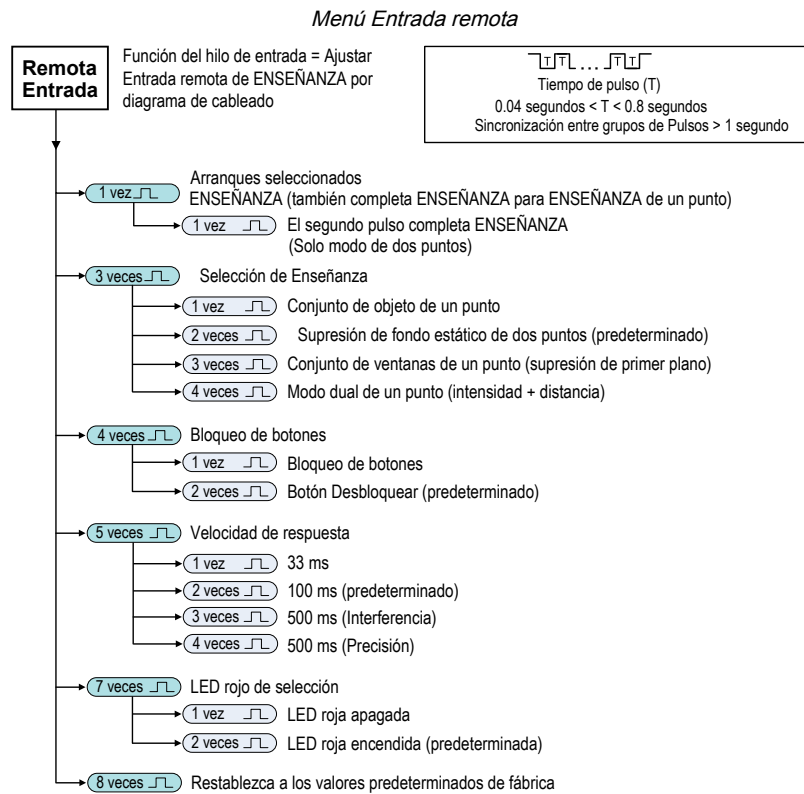 Menú Entrada remota
Remota
Entrada
Función del hilo de entrada = Ajustar
Entrada remota de ENSEÑANZA por
diagrama de cableado
T T ... T T
Tiempo de pulso (T)
0.04 segundos < T < 0.8 segundos
Sincronización entre grupos de Pulsos > 1 segundo
1 vez
Arranques seleccionados
ENSEÑANZA (también completa ENSEÑANZA para ENSEÑANZA de un punto)
1 vez El segundo pulso completa ENSEÑANZA
(Solo modo de dos puntos)
3 veces Selección de Enseñanza
1 vez Conjunto de objeto de un punto
2 veces Supresión de fondo estático de dos puntos (predeterminado)
3 veces Conjunto de ventanas de un punto (supresión de primer plano)
4 veces Modo dual de un punto (intensidad + distancia)
4 veces Bloqueo de botones
1 vez Bloqueo de botones
2 veces Botón Desbloquear (predeterminado)
5 veces Velocidad de respuesta
1 vez 33 ms
2 veces 100 ms (predeterminado)
3 veces 500 ms (Interferencia)
4 veces 500 ms (Precisión)
7 veces LED rojo de selección
1 vez LED roja apagada
2 veces LED roja encendida (predeterminada)
8 veces Restablezca a los valores predeterminados de fábrica